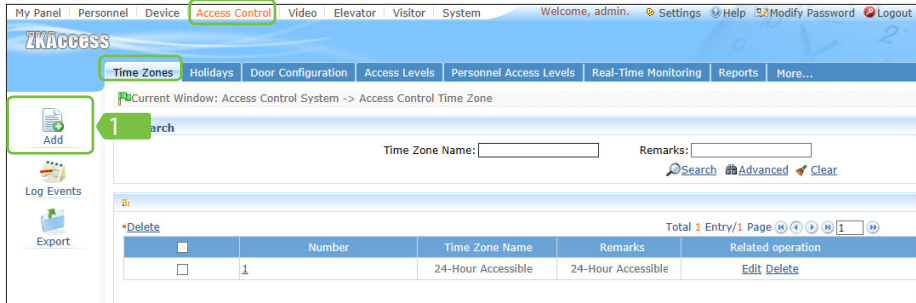 My Panel Personnel Device Access Control Video Elevator Visitor System Welcome, admin. Settings Help Modify Password Logout
ZKAccess
Time Zones Holidays Door Configuration Access Levels Personnel Access Levels Real-Time Monitoring Reports More...
Current Window: Access Control System -> Access Control Time Zone
1 arch
Add
Time Zone Name: Remarks:
Search Advanced Clear
Log Events
Delete Total 1 Entry/1 Page 1
Export
Number Time Zone Name Remarks Related operation
1 24-Hour Accessible 24-Hour Accessible Edit Delete